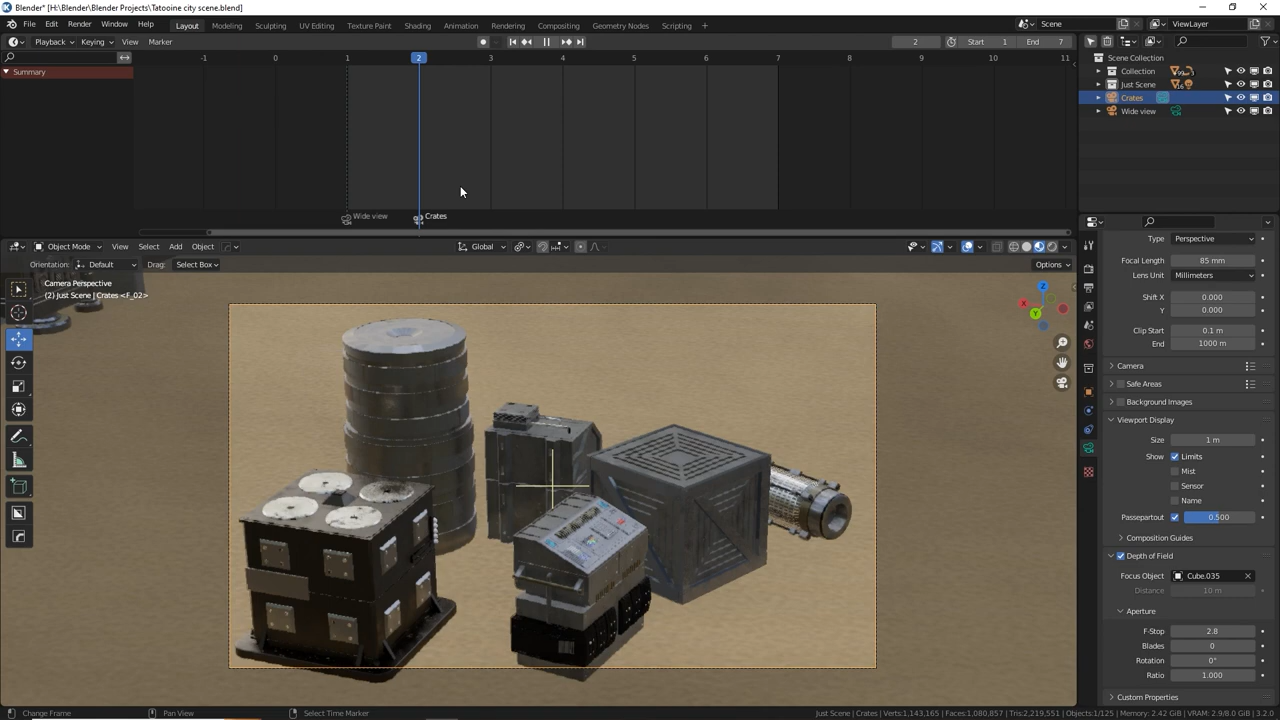 Blender* [H:\Blender\Blender Projects\Tatooine city scene.blend]
File Edit Render Window Help Layout Modeling Sculpting UV Editing Texture Paint Shading Animation Rendering Compositing Geometry Nodes Scripting + Scene ViewLayer
Playback Keying View Marker 2 Start 1 End 7
-1 0 1 2 3 4 5 6 7 8 9 10 11
Summary
Wide view Crates
Scene Collection
Collection
Just Scene 16
Crates
Wide view
Object Mode View Select Add Object Global
Orientation: Default Drag: Select Box Options
Camera Perspective
(2) Just Scene | Crates <F_02>
Z
X
Y
Type Perspective
Focal Length 85 mm
Lens Unit Millimeters
Shift X 0.000
Y 0.000
Clip Start 0.1 m
End 1000 m
Camera
Safe Areas
Background Images
Viewport Display
Size 1 m
Show Limits
Mist
Sensor
Name
Passepartout 0.500
Composition Guides
Depth of Field
Focus Object Cube.035
Distance 10 m
Aperture
F-Stop 2.8
Blades 0
Rotation 0°
Ratio 1.000
Custom Properties
Change Frame Pan View Select Time Marker Just Scene | Crates | Verts:1,143,165 | Faces:1,080,857 | Tris:2,219,551 | Objects:1/125 | Memory: 2.42 GiB | VRAM: 2.9/8.0 GiB | 3.2.0